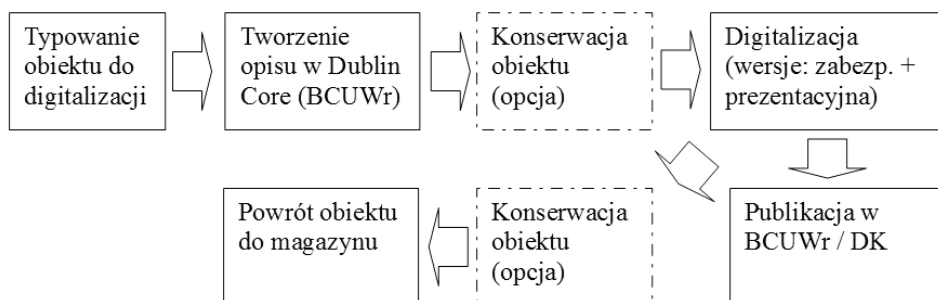 Typowanie
obiektu do
digitalizacji
Tworzenie
opisu w Dublin
Core (BCUWr)
Konserwacja
obiektu
(opcja)
Digitalizacja
(wersje: zabezp. +
prezentacyjna)
Powrót obiektu
do magazynu
Konserwacja
obiektu
(opcja)
Publikacja w
BCUWr / DK